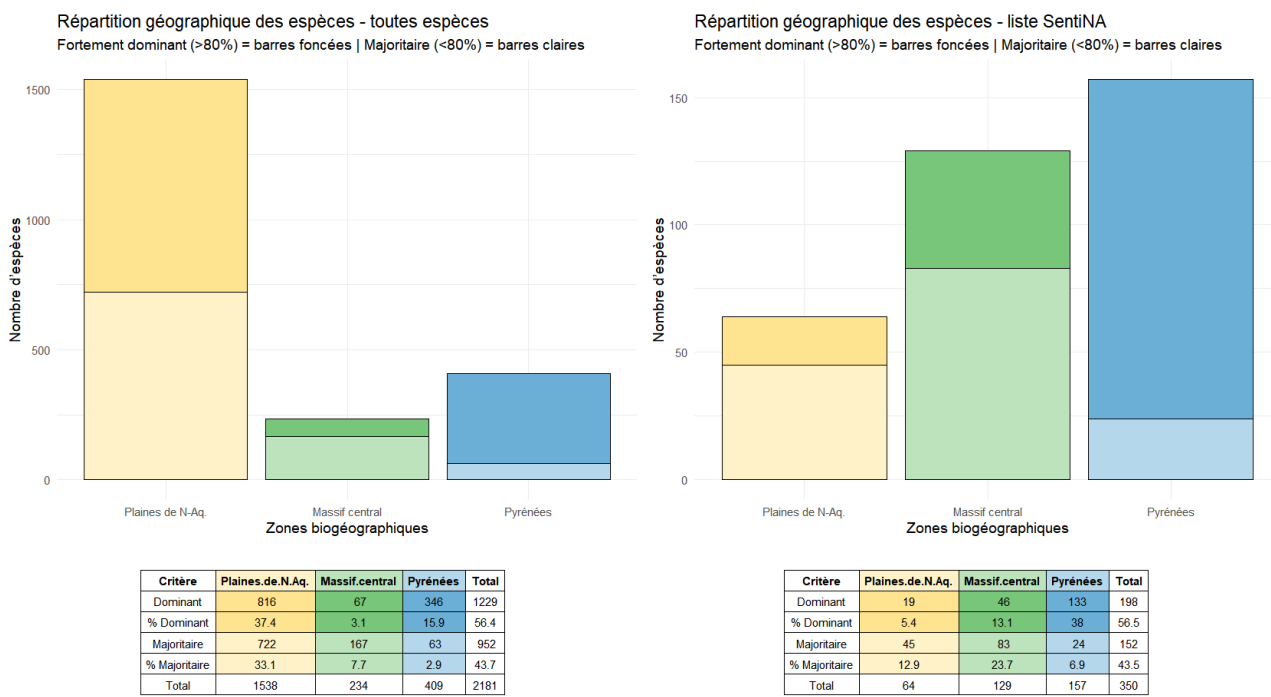 Répartition géographique des espèces - toutes espèces
Fortement dominant (>80%) = barres foncées | Majoritaire (<80%) = barres claires
Nombre d'espèces
1500
1000
500
0
Plaines de N-Aq. Massif central Pyrénées
Zones biogéographiques
Critère Plaines.de.N.Aq. Massif.central Pyrénées Total
Dominant 816 67 346 1229
% Dominant 37.4 3.1 15.9 56.4
Majoritaire 722 167 63 952
% Majoritaire 33.1 7.7 2.9 43.7
Total 1538 234 409 2181
Répartition géographique des espèces - liste SentiNA
Fortement dominant (>80%) = barres foncées | Majoritaire (<80%) = barres claires
Nombre d'espèces
150
100
50
0
Plaines de N-Aq. Massif central Pyrénées
Zones biogéographiques
Critère Plaines.de.N.Aq. Massif.central Pyrénées Total
Dominant 19 46 133 198
% Dominant 5.4 13.1 38 56.5
Majoritaire 45 83 24 152
% Majoritaire 12.9 23.7 6.9 43.5
Total 64 129 157 350